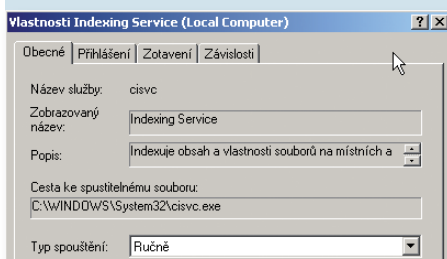 Vlastnosti Indexing Service (Local Computer)
Obecné Přihlášení Zotavení Závislosti
Název služby: cisvc
Zobrazovaný název: Indexing Service
Popis: Indexuje obsah a vlastnosti souborů na místních a
Cesta ke spustitelnému souboru:
C:\WINDOWS\System32\cisvc.exe
Typ spouštění: Ručně